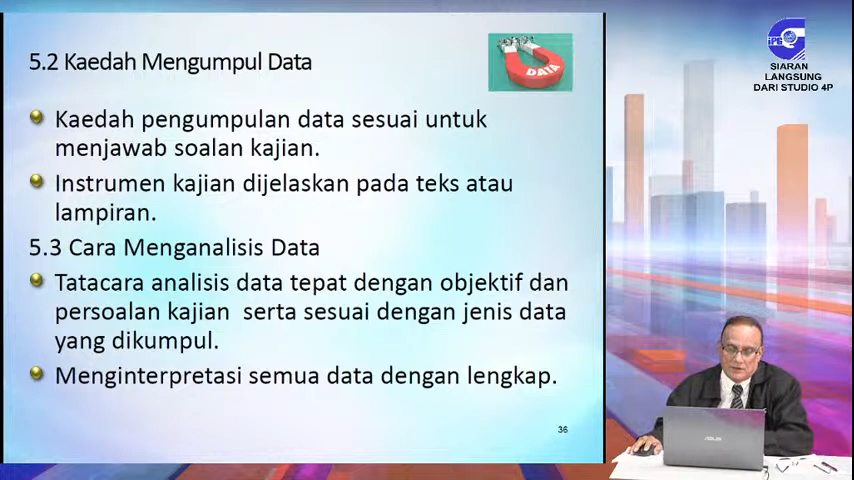 5.2 Kaedah Mengumpul Data
DATA
Kaedah pengumpulan data sesuai untuk
menjawab soalan kajian.
Instrumen kajian dijelaskan pada teks atau
lampiran.
5.3 Cara Menganalisis Data
Tatacara analisis data tepat dengan objektif dan
persoalan kajian serta sesuai dengan jenis data
yang dikumpul.
Menginterpretasi semua data dengan lengkap.
36
SIARAN
LANGSUNG
DARI STUDIO 4P
ASUS